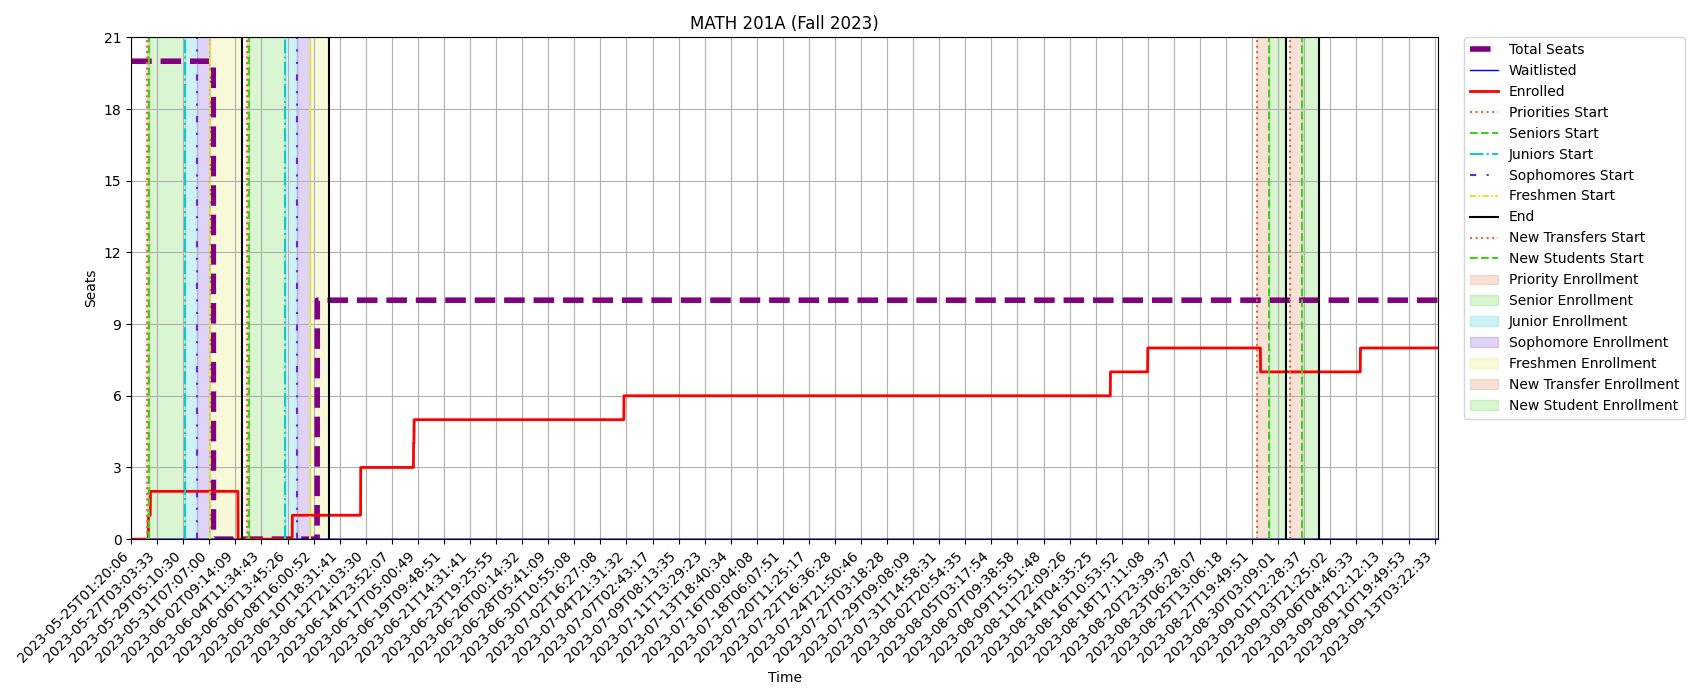 MATH 201A (Fall 2023)
Seats
21
18
15
12
9
6
3
0
2023-05-25T01:20:06
2023-05-27T03:03:33
2023-05-29T05:10:30
2023-05-31T07:07:00
2023-06-02T09:14:09
2023-06-04T11:34:43
2023-06-06T13:45:26
2023-06-08T16:00:52
2023-06-10T18:31:41
2023-06-12T21:03:30
2023-06-14T23:52:07
2023-06-17T05:00:49
2023-06-19T09:48:51
2023-06-21T14:31:41
2023-06-23T19:25:55
2023-06-26T00:14:32
2023-06-28T05:41:09
2023-06-30T10:55:08
2023-07-02T16:27:08
2023-07-04T21:31:32
2023-07-07T02:43:17
2023-07-09T08:13:35
2023-07-11T13:29:23
2023-07-13T18:40:34
2023-07-16T00:04:08
2023-07-18T06:07:51
2023-07-20T11:25:17
2023-07-22T16:36:28
2023-07-24T21:50:46
2023-07-27T03:18:28
2023-07-29T09:08:09
2023-07-31T14:58:31
2023-08-02T20:54:35
2023-08-05T03:17:54
2023-08-07T09:38:58
2023-08-09T15:51:48
2023-08-11T22:09:26
2023-08-14T04:35:25
2023-08-16T10:53:52
2023-08-18T17:11:08
2023-08-20T23:39:37
2023-08-23T06:28:07
2023-08-25T13:06:18
2023-08-27T19:49:51
2023-08-30T03:09:01
2023-09-01T12:28:37
2023-09-03T21:25:02
2023-09-06T04:46:33
2023-09-08T12:12:13
2023-09-10T19:49:53
2023-09-13T03:22:33
Time
Total Seats
Waitlisted
Enrolled
Priorities Start
Seniors Start
Juniors Start
Sophomores Start
Freshmen Start
End
New Transfers Start
New Students Start
Priority Enrollment
Senior Enrollment
Junior Enrollment
Sophomore Enrollment
Freshmen Enrollment
New Transfer Enrollment
New Student Enrollment